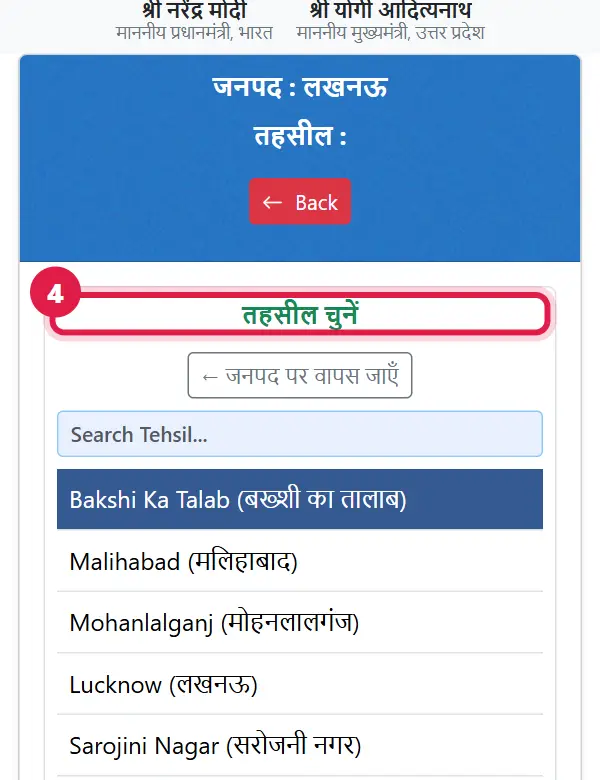 श्री नरेंद्र मोदी श्री योगी आदित्यनाथ
माननीय प्रधानमंत्री, भारत माननीय मुख्यमंत्री, उत्तर प्रदेश
जनपद : लखनऊ
तहसील :
← Back
4
तहसील चुनें
← जनपद पर वापस जाएँ
Search Tehsil...
Bakshi Ka Talab (बख्शी का तालाब)
Malihabad (मलिहाबाद)
Mohanlalganj (मोहनलालगंज)
Lucknow (लखनऊ)
Sarojini Nagar (सरोजनी नगर)